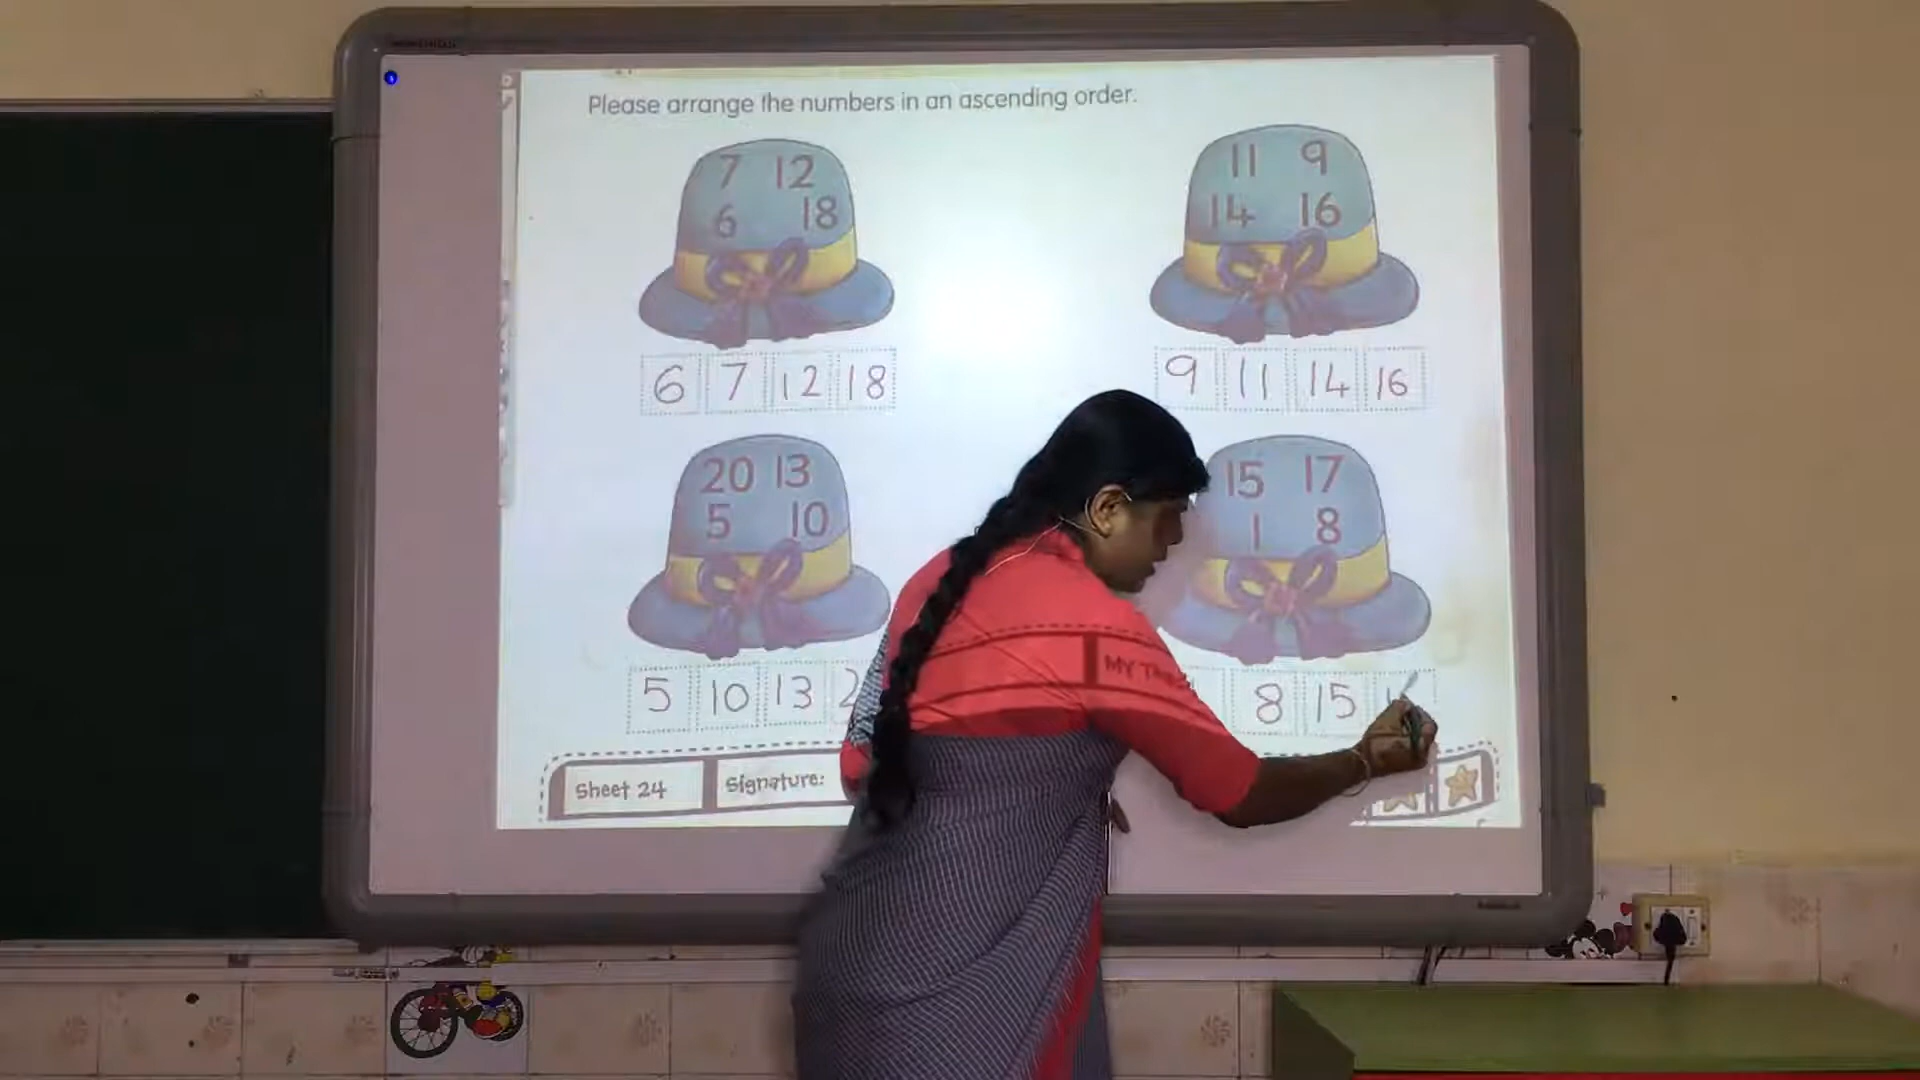 Please arrange the numbers in an ascending order.
7 12
6 18
11 9
14 16
6 7 12 18
9 11 14 16
20 13
5 10
15 17
1 8
5 10 13
8 15
MY
Sheet 24
Signature: